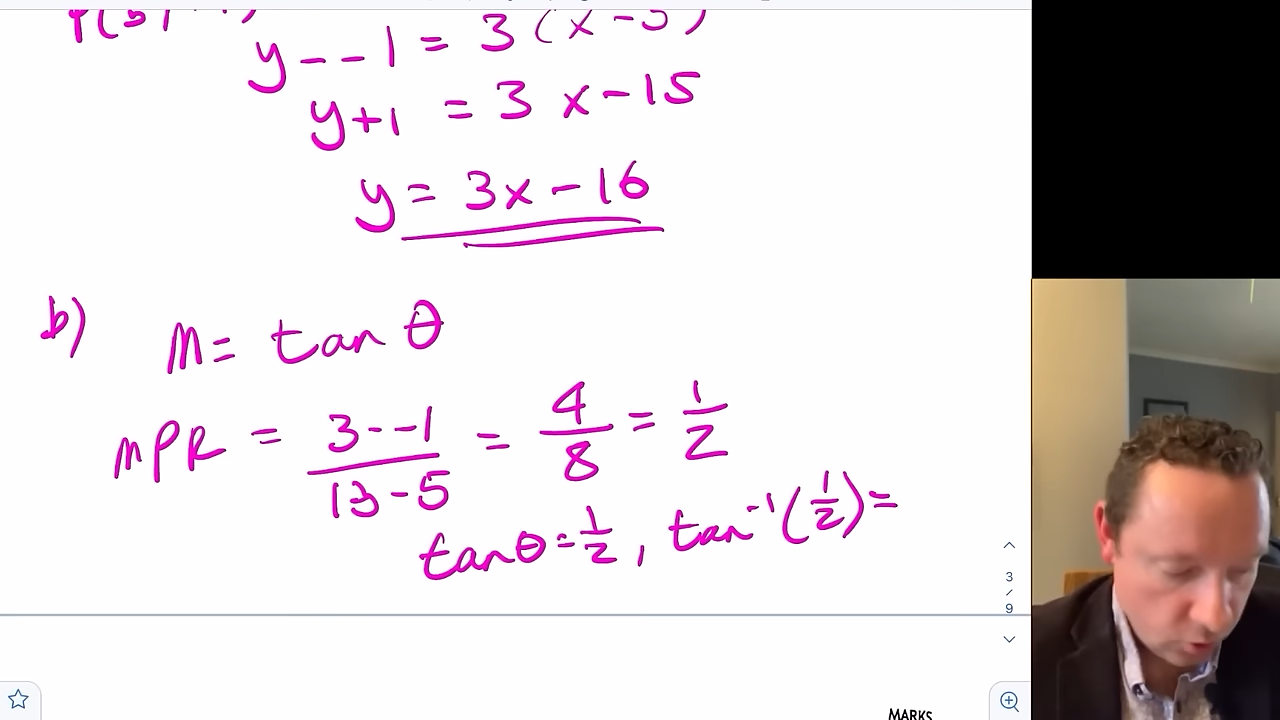 y - - 1 = 3 (x - 5)
y + 1 = 3x - 15
y = 3x - 16
b) M = tan θ
mPR = 3 - - 1 / 13 - 5 = 4/8 = 1/2
tan θ = 1/2 , tan⁻¹(1/2) =
3 / 9
MARKS